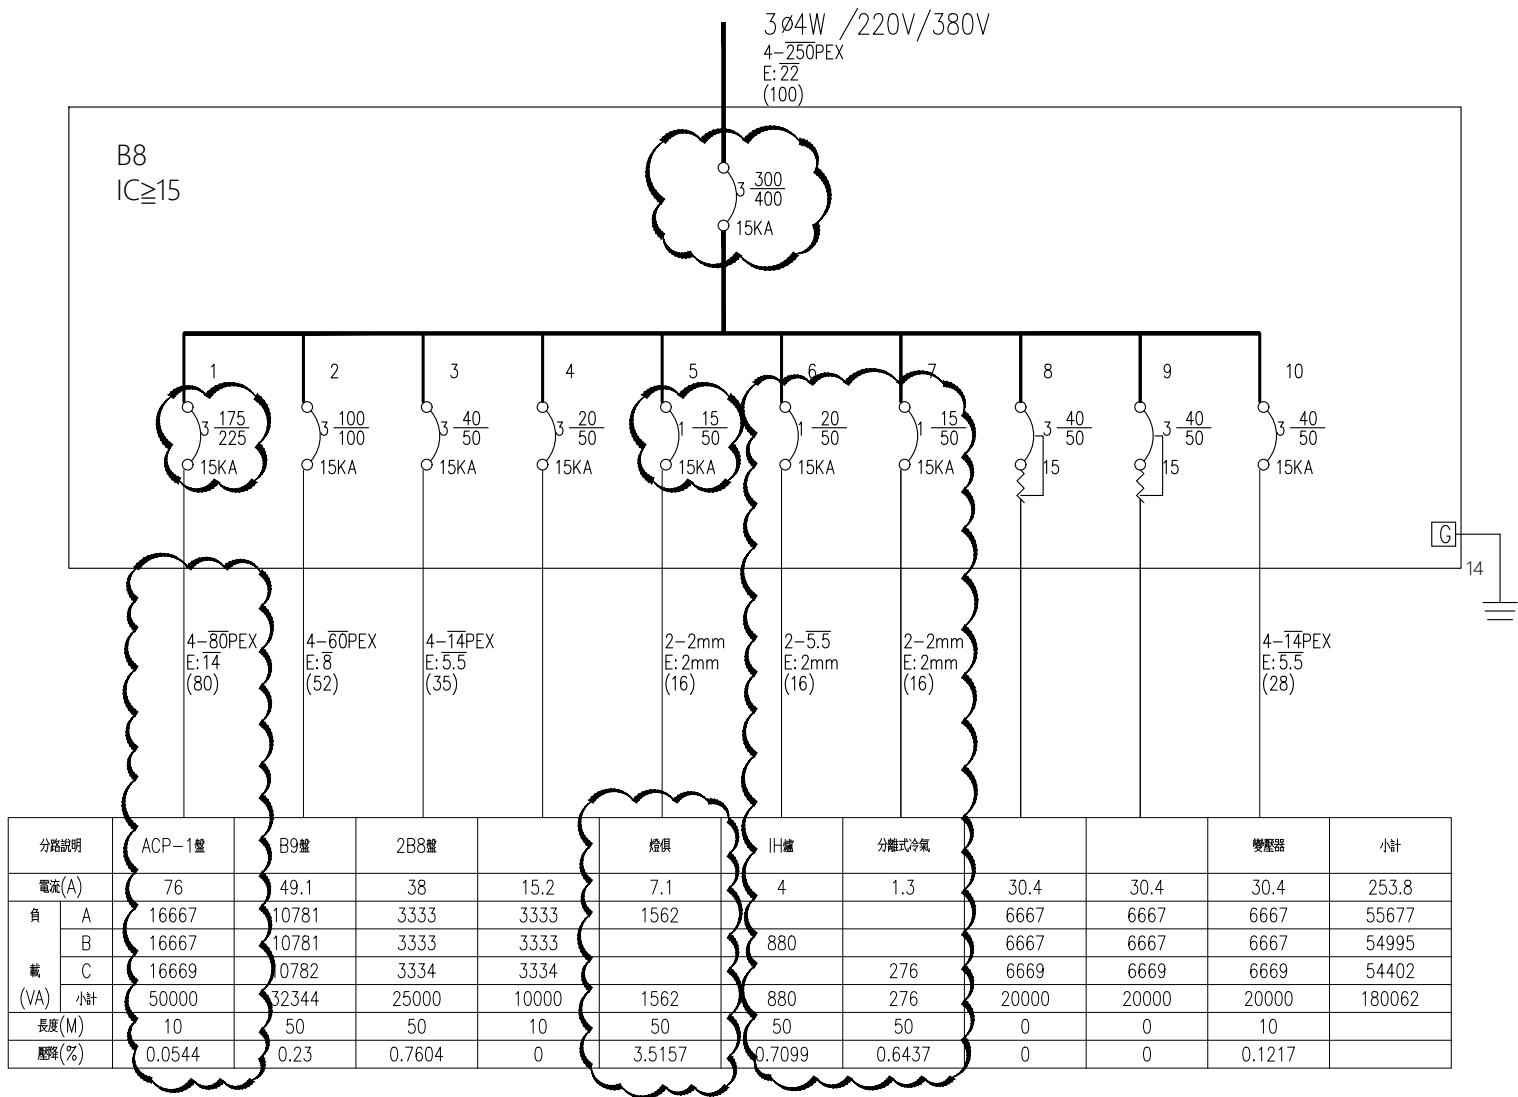 3ø4W /220V/380V
4-250PEX
E:22
(100)
B8
IC≧15
3 300/400
15KA
1
2
3
4
5
6
7
8
9
10
3 175/225
15KA
3 100/100
15KA
3 40/50
15KA
3 20/50
15KA
1 15/50
15KA
1 20/50
15KA
1 15/50
15KA
3 40/50
15
3 40/50
15
3 40/50
15KA
G
14
4-80PEX
E:14
(80)
4-60PEX
E:8
(52)
4-14PEX
E:5.5
(35)
2-2mm
E:2mm
(16)
2-5.5
E:2mm
(16)
2-2mm
E:2mm
(16)
4-14PEX
E:5.5
(28)
分路說明 ACP-1盤 B9盤 2B8盤 燈俱 IH爐 分離式冷氣 變壓器 小計
電流(A) 76 49.1 38 15.2 7.1 4 1.3 30.4 30.4 30.4 253.8
負 A 16667 10781 3333 3333 1562 6667 6667 6667 55677
B 16667 10781 3333 3333 880 6667 6667 6667 54995
載 C 16669 10782 3334 3334 276 6669 6669 6669 54402
(VA) 小計 50000 32344 25000 10000 1562 880 276 20000 20000 20000 180062
長度(M) 10 50 50 10 50 50 50 0 0 10
壓降(%) 0.0544 0.23 0.7604 0 3.5157 0.7099 0.6437 0 0 0.1217